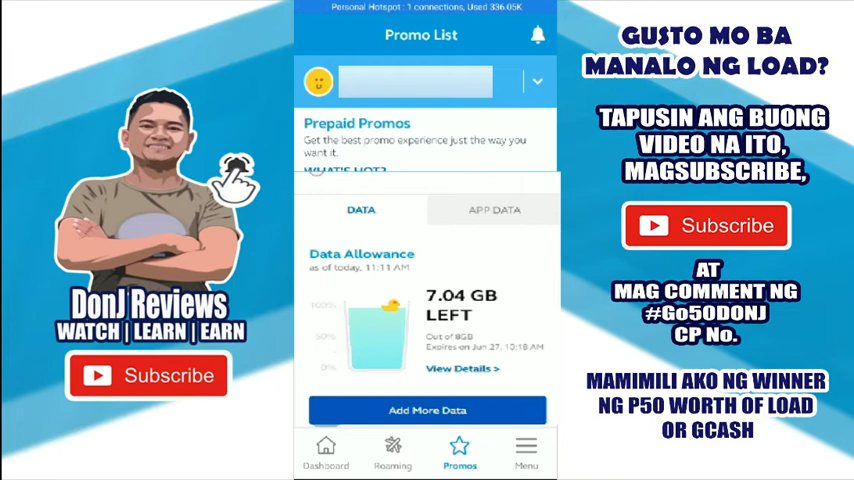 Personal Hotspot : 1 connections, Used 336.05K
Promo List
Prepaid Promos
Get the best promo experience just the way you
want it.
WHAT'S HOT?
DATA
APP DATA
Data Allowance
as of today, 11:11 AM
100%
50%
0%
7.04 GB
LEFT
Out of 8GB
Expires on Jun 27, 10:18 AM
View Details >
Add More Data
Dashboard
Roaming
Promos
Menu
DonJ Reviews
WATCH | LEARN | EARN
Subscribe
GUSTO MO BA
MANALO NG LOAD?
TAPUSIN ANG BUONG
VIDEO NA ITO,
MAGSUBSCRIBE,
Subscribe
AT
MAG COMMENT NG
#Go50DONJ
CP No.
MAMIMILI AKO NG WINNER
NG P50 WORTH OF LOAD
OR GCASH